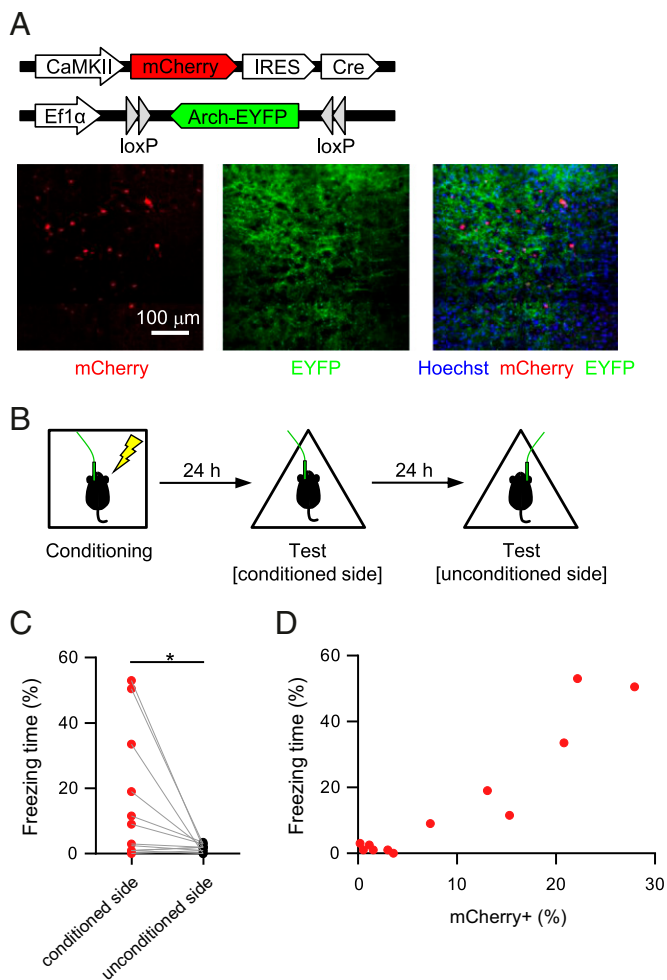 A
CaMKII mCherry IRES Cre
Ef1α Arch-EYFP
loxP loxP
100 μm
mCherry EYFP Hoechst mCherry EYFP
B
24 h 24 h
Conditioning Test Test
[conditioned side] [unconditioned side]
C D
60
*
40
20
0
Freezing time (%)
conditioned side
unconditioned side
60
40
20
0
Freezing time (%)
0 10 20 30
mCherry+ (%)